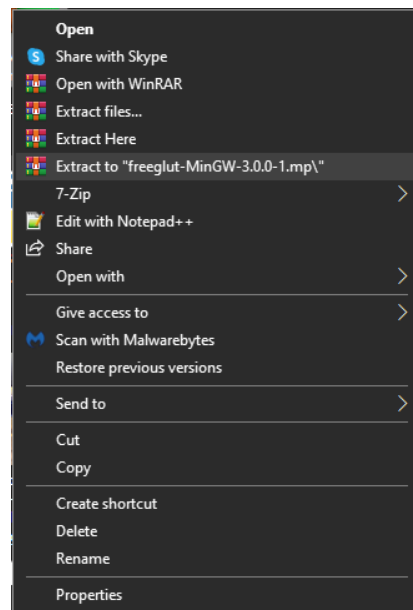 Open
Share with Skype
Open with WinRAR
Extract files...
Extract Here
Extract to "freeglut-MinGW-3.0.0-1.mp\"
7-Zip
Edit with Notepad++
Share
Open with
Give access to
Scan with Malwarebytes
Restore previous versions
Send to
Cut
Copy
Create shortcut
Delete
Rename
Properties